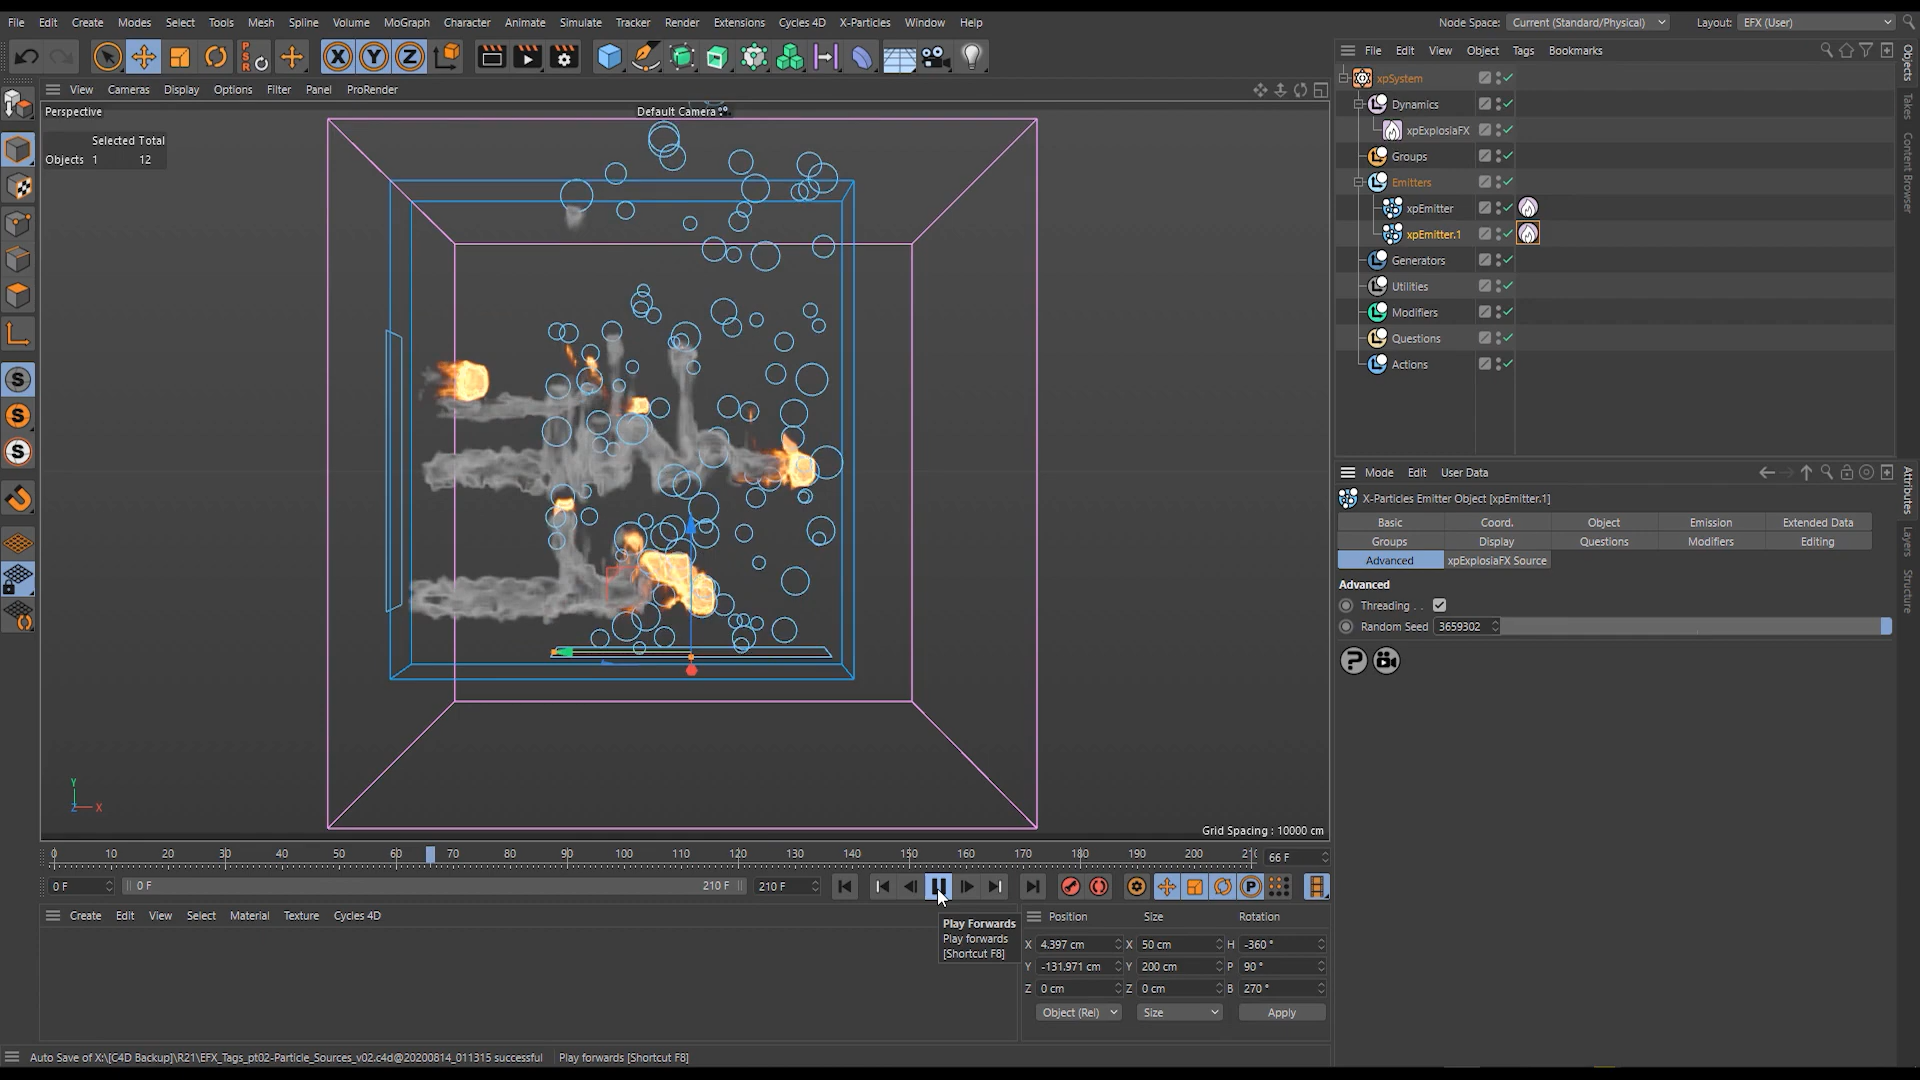 File Edit Create Modes Select Tools Mesh Spline Volume MoGraph Character Animate Simulate Tracker Render Extensions Cycles 4D X-Particles Window Help
Node Space: Current (Standard/Physical) Layout: EFX (User)
PSR X Y Z
File Edit View Object Tags Bookmarks
View Cameras Display Options Filter Panel ProRender
Perspective
Default Camera
Selected Total
Objects 1 12
xpSystem
Dynamics
xpExplosiaFX
Groups
Emitters
xpEmitter
xpEmitter.1
Generators
Utilities
Modifiers
Questions
Actions
Objects
Takes
Content Browser
Mode Edit User Data
X-Particles Emitter Object [xpEmitter.1]
Basic Coord. Object Emission Extended Data
Groups Display Questions Modifiers Editing
Advanced xpExplosiaFX Source
Advanced
Threading . .
Random Seed 3659302
Attributes
Layers
Structure
S
S
S
Y
Z X
Grid Spacing : 10000 cm
0 10 20 30 40 50 60 70 80 90 100 110 120 130 140 150 160 170 180 190 200 66 F
0 F 0 F 210 F 210 F
P
Create Edit View Select Material Texture Cycles 4D
Play Forwards
Play forwards
[Shortcut F8]
Position Size Rotation
X 4.397 cm X 50 cm H -360 °
Y -131.971 cm Y 200 cm P 90 °
Z 0 cm Z 0 cm B 270 °
Object (Rel) Size Apply
Auto Save of X:\[C4D Backup]\R21\EFX_Tags_pt02-Particle_Sources_v02.c4d@20200814_011315 successful Play forwards [Shortcut F8]